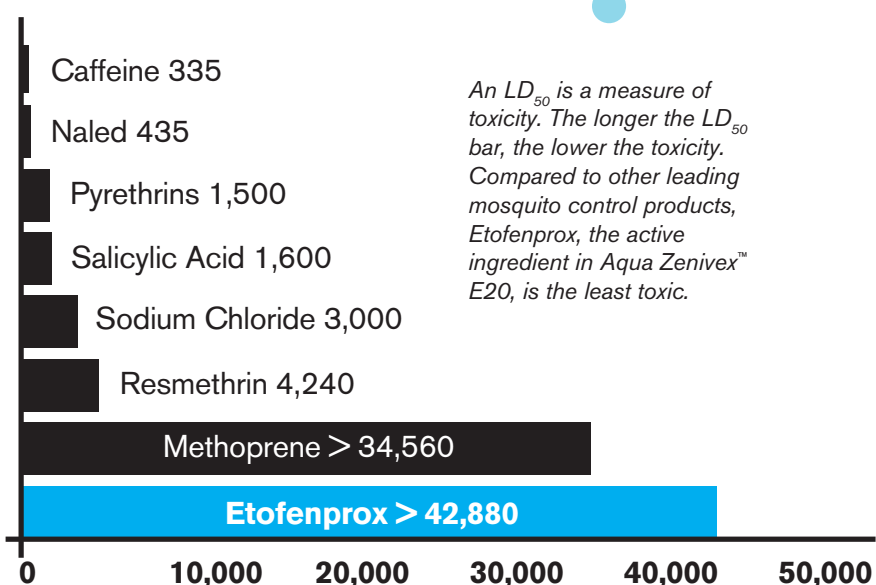 Caffeine 335
Naled 435
Pyrethrins 1,500
Salicylic Acid 1,600
Sodium Chloride 3,000
Resmethrin 4,240
Methoprene > 34,560
Etofenprox > 42,880
An LD50 is a measure of
toxicity. The longer the LD50
bar, the lower the toxicity.
Compared to other leading
mosquito control products,
Etofenprox, the active
ingredient in Aqua Zenivex™
E20, is the least toxic.
0 10,000 20,000 30,000 40,000 50,000